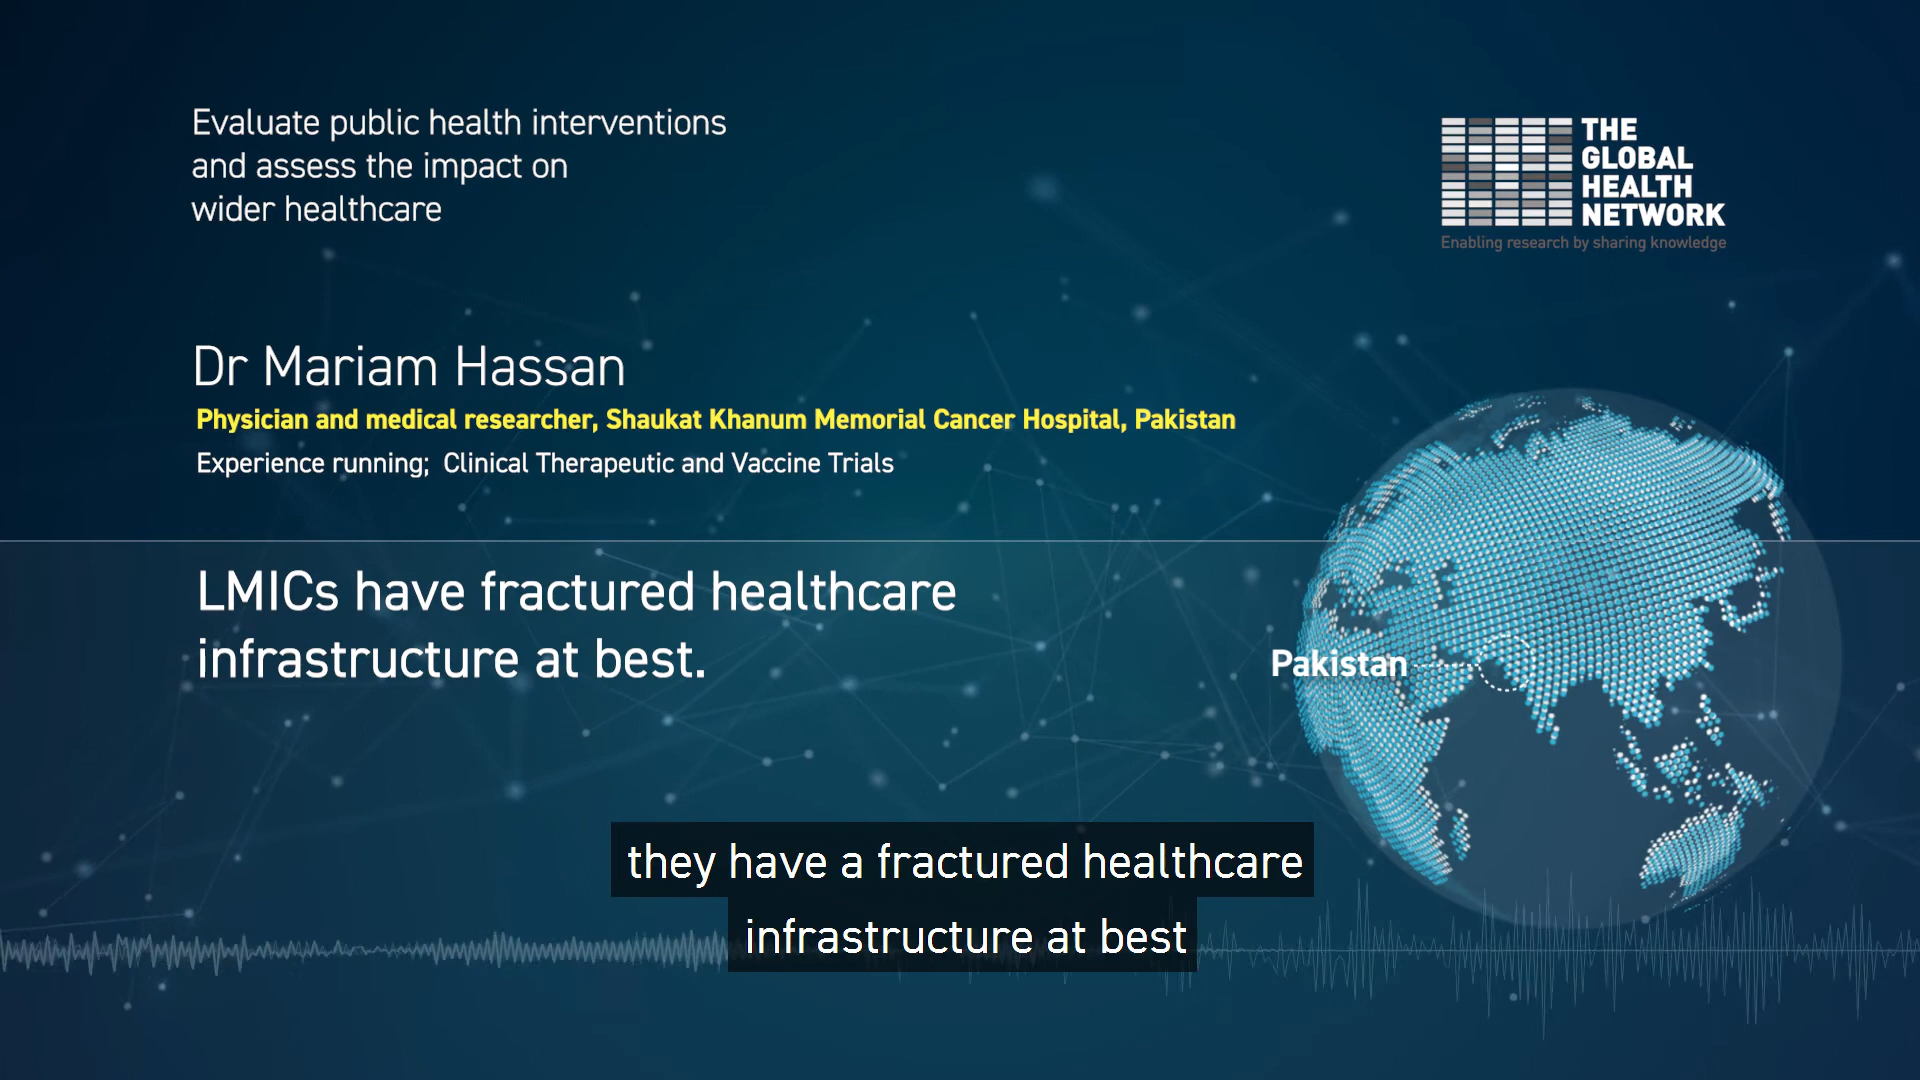 Evaluate public health interventions
and assess the impact on
wider healthcare
THE
GLOBAL
HEALTH
NETWORK
Enabling research by sharing knowledge
Dr Mariam Hassan
Physician and medical researcher, Shaukat Khanum Memorial Cancer Hospital, Pakistan
Experience running;  Clinical Therapeutic and Vaccine Trials
LMICs have fractured healthcare
infrastructure at best.
Pakistan
they have a fractured healthcare
infrastructure at best